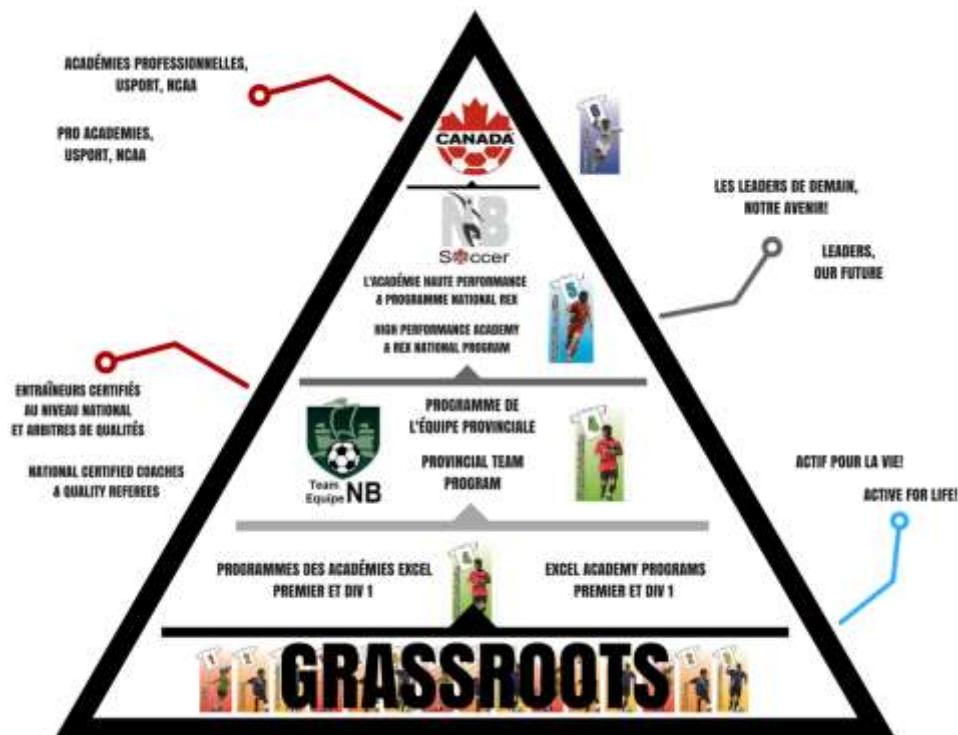 ACADÉMIES PROFESSIONNELLES,
USPORT, NCAA
PRO ACADEMIES,
USPORT, NCAA
CANADA
LES LEADERS DE DEMAIN,
NOTRE AVENIR!
LEADERS,
OUR FUTURE
NB
Soccer
L'ACADÉMIE HAUTE PERFORMANCE
& PROGRAMME NATIONAL REX
HIGH PERFORMANCE ACADEMY
& REX NATIONAL PROGRAM
5
ENTRAÎNEURS CERTIFIÉS
AU NIVEAU NATIONAL
ET ARBITRES DE QUALITÉS
NATIONAL CERTIFIED COACHES
& QUALITY REFEREES
Team
Equipe NB
PROGRAMME DE
L'ÉQUIPE PROVINCIALE
PROVINCIAL TEAM
PROGRAM
4
ACTIF POUR LA VIE!
ACTIVE FOR LIFE!
PROGRAMMES DES ACADÉMIES EXCEL
PREMIER ET DIV 1
EXCEL ACADEMY PROGRAMS
PREMIER ET DIV 1
GRASSROOTS